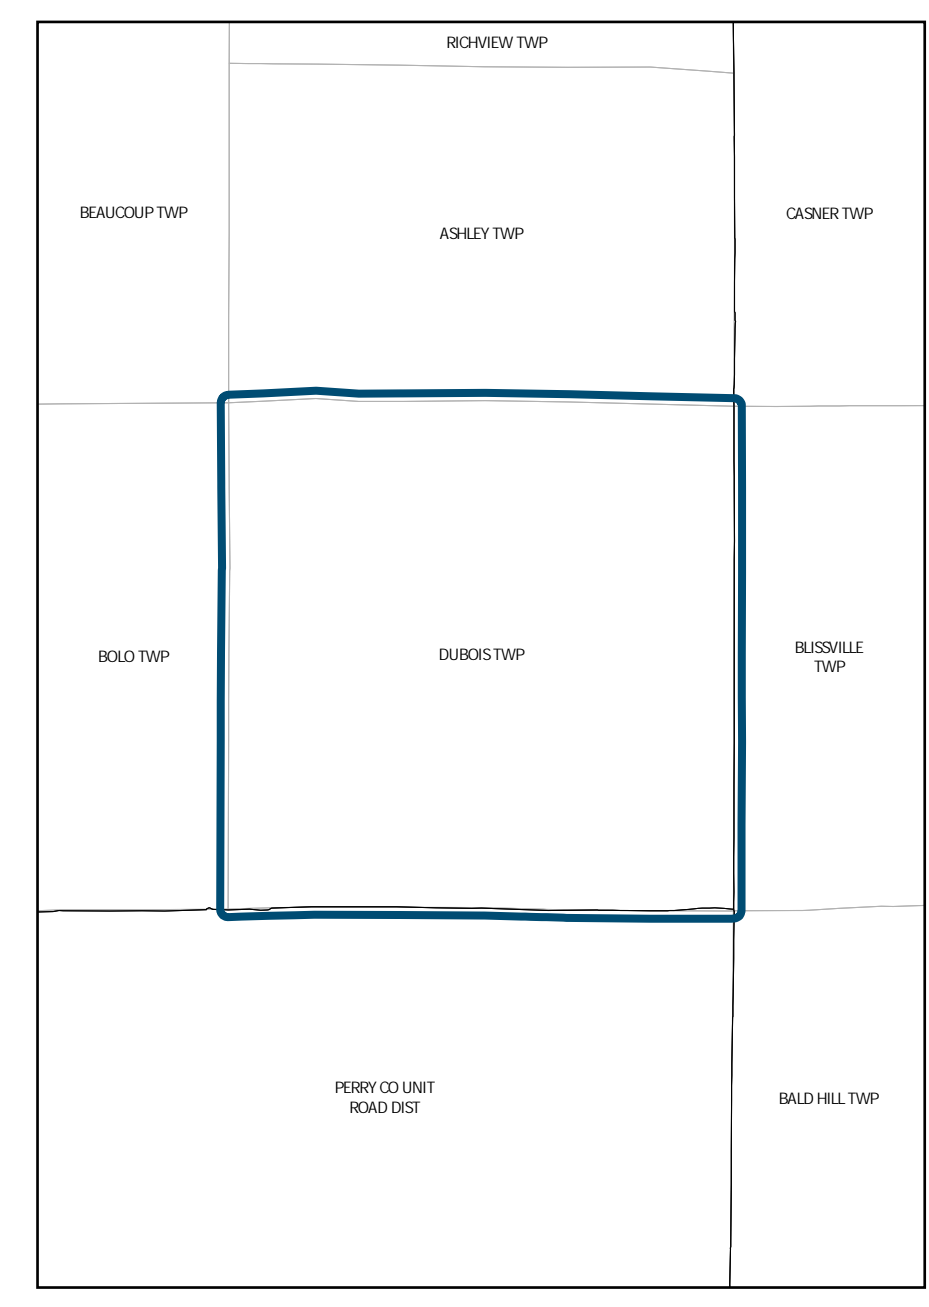 RICHVIEW TWP
BEAUCOUP TWP
CASNER TWP
ASHLEY TWP
BOLO TWP
DUBOIS TWP
BLISSVILLE
TWP
PERRY CO UNIT
ROAD DIST
BALD HILL TWP